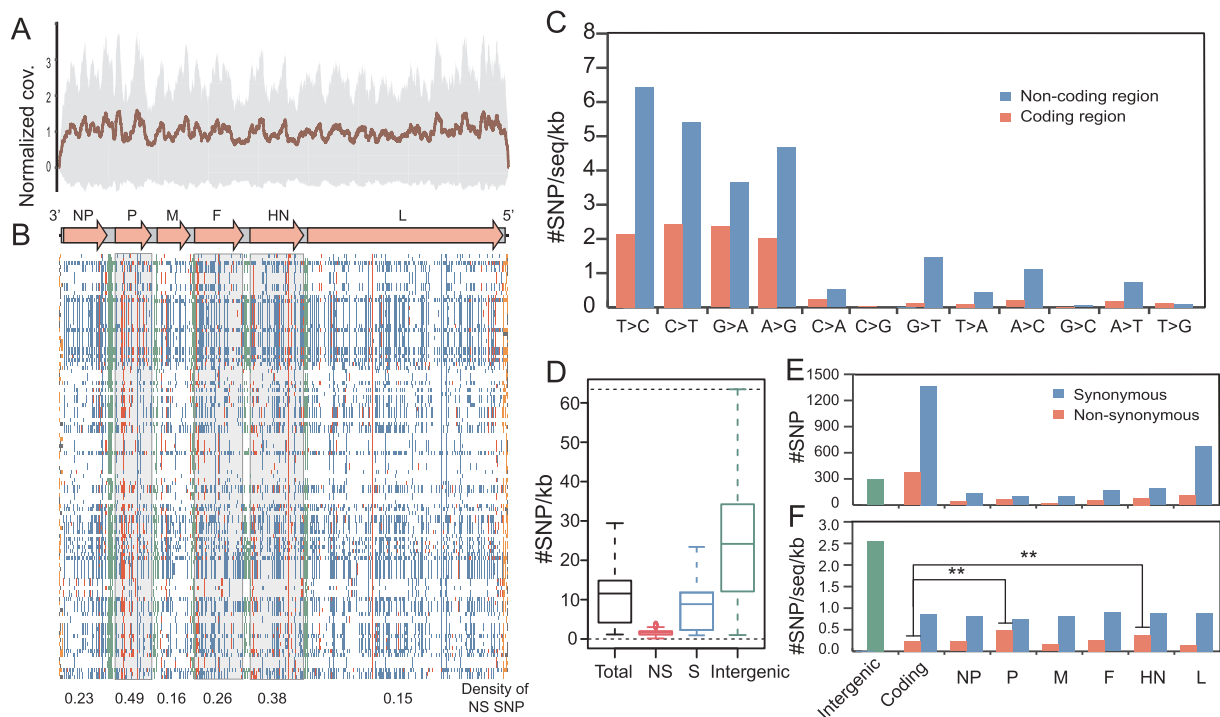 A
Normalized cov.
3
2
1
0
3' NP P M F HN L 5'
B
0.23 0.49 0.16 0.26 0.38 0.15 Density of
NS SNP
C
#SNP/seq/kb
8
7
6
5
4
3
2
1
0
Non-coding region
Coding region
T>C C>T G>A A>G C>A C>G G>T T>A A>C G>C A>T T>G
D
#SNP/kb
60
50
40
30
20
10
0
Total NS S Intergenic
E
#SNP
1500
1200
900
600
300
0
Synonymous
Non-synonymous
F
#SNP/seq/kb
3.0
2.5
2.0
1.5
1.0
0.5
0.0
**
**
Intergenic Coding NP P M F HN L